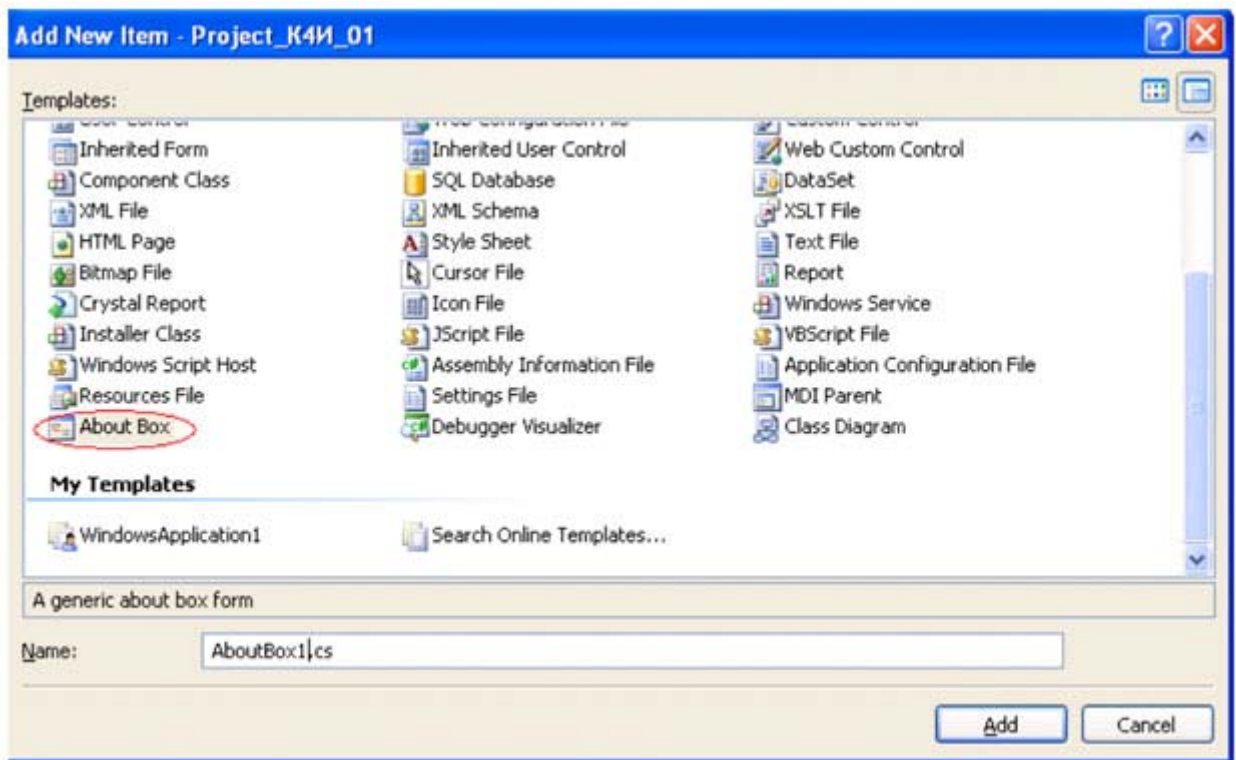 Add New Item - Project_К4И_01
Templates:
Inherited Form Inherited User Control Web Custom Control
Component Class SQL Database DataSet
XML File XML Schema XSLT File
HTML Page Style Sheet Text File
Bitmap File Cursor File Report
Crystal Report Icon File Windows Service
Installer Class JScript File VBScript File
Windows Script Host Assembly Information File Application Configuration File
Resources File Settings File MDI Parent
About Box Debugger Visualizer Class Diagram
My Templates
WindowsApplication1 Search Online Templates...
A generic about box form
Name: AboutBox1.cs
Add Cancel